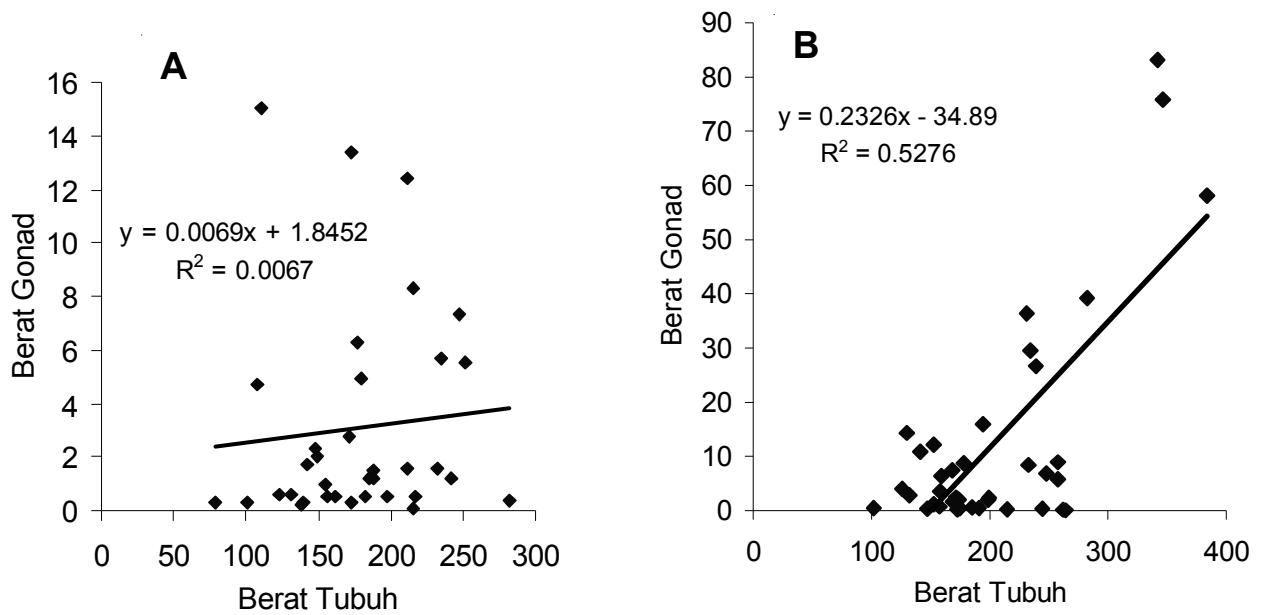 A
16
14
12
10
8
6
4
2
0
y = 0.0069x + 1.8452
R² = 0.0067
Berat Gonad
0 50 100 150 200 250 300
Berat Tubuh
B
90
80
70
60
50
40
30
20
10
0
y = 0.2326x - 34.89
R² = 0.5276
Berat Gonad
0 100 200 300 400
Berat Tubuh